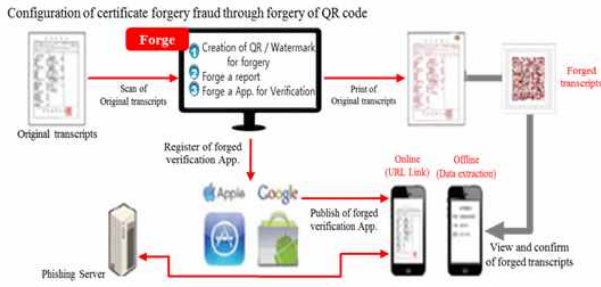 Configuration of certificate forgery fraud through forgery of QR code
Forge
1 Creation of QR / Watermark
for forgery
2 Forge a report
3 Forge a App. for Verification
Scan of
Original transcripts
Original transcripts
Print of
Original transcripts
Forged
transcripts
Register of forged
verification App.
Apple Google
Online
(URL Link)
Offline
(Data extraction)
Publish of forged
verification App.
View and confirm
of forged transcripts
Phishing Server